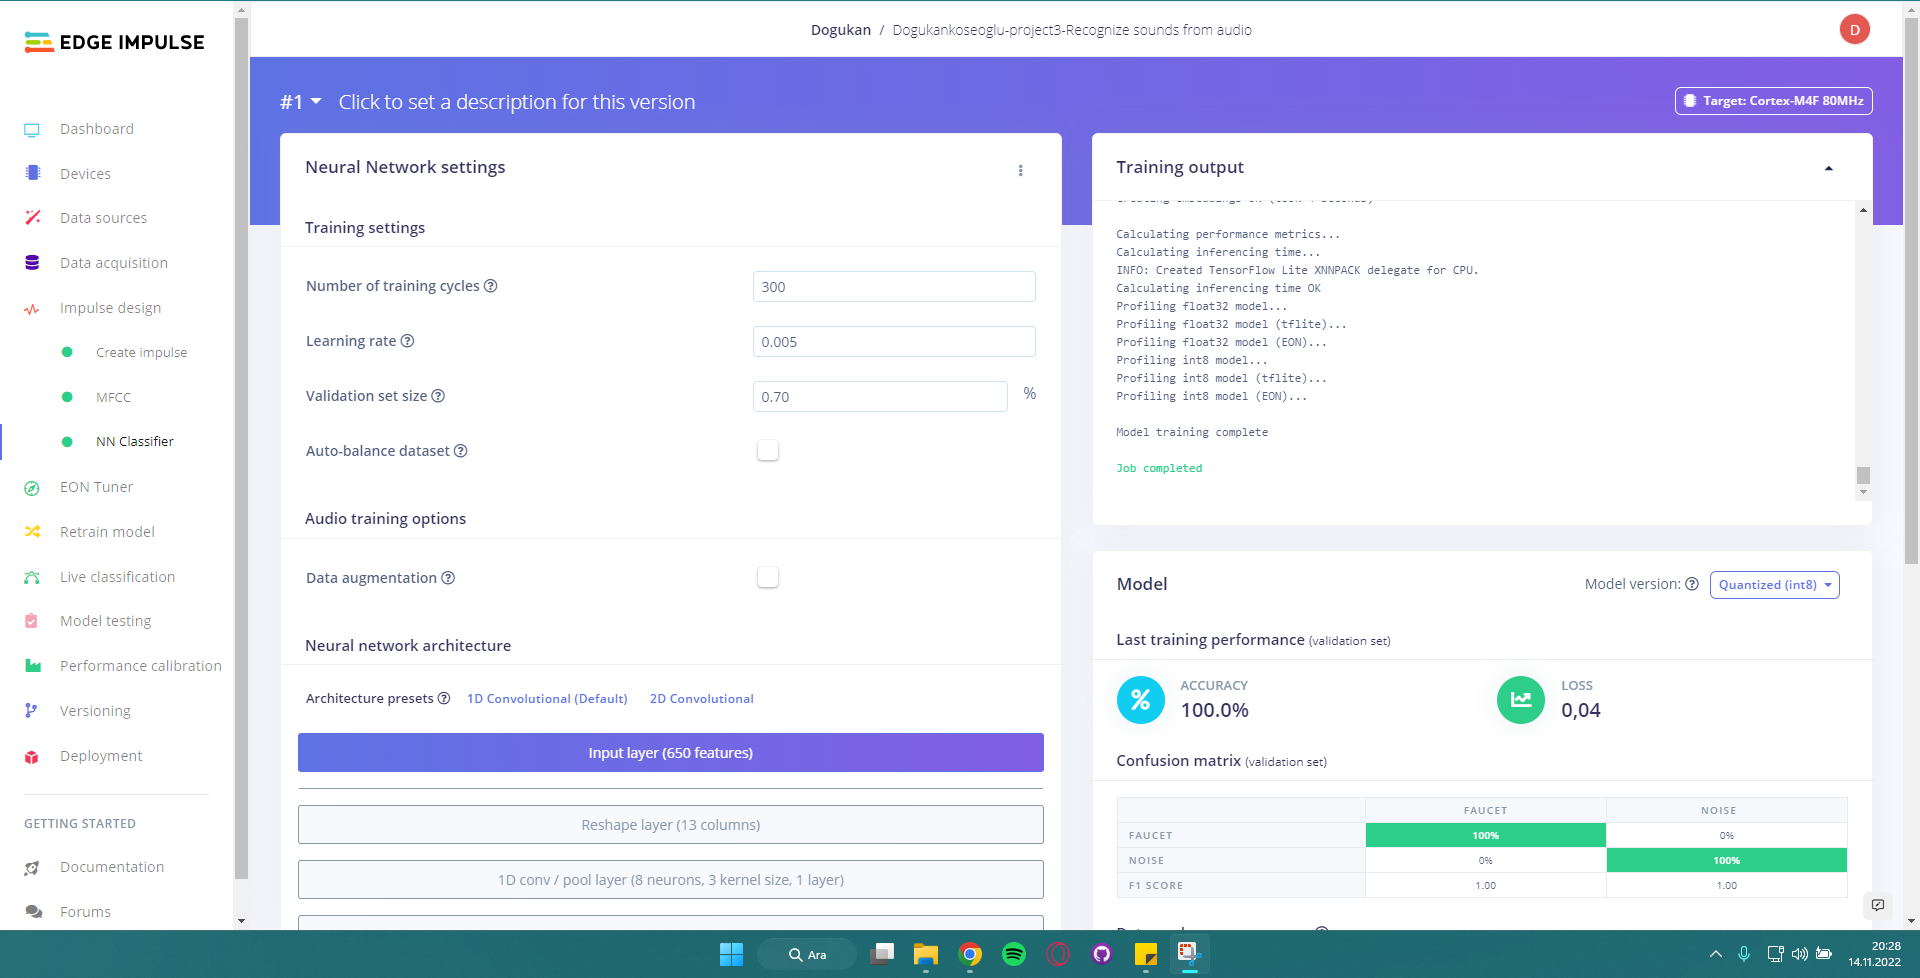 EDGE IMPULSE
Dashboard
Devices
Data sources
Data acquisition
Impulse design
Create impulse
MFCC
NN Classifier
EON Tuner
Retrain model
Live classification
Model testing
Performance calibration
Versioning
Deployment
GETTING STARTED
Documentation
Forums
Dogukan / Dogukankoseoglu-project3-Recognize sounds from audio
D
#1 Click to set a description for this version
Target: Cortex-M4F 80MHz
Neural Network settings
Training settings
Number of training cycles 300
Learning rate 0.005
Validation set size 0.70 %
Auto-balance dataset
Audio training options
Data augmentation
Neural network architecture
Architecture presets 1D Convolutional (Default) 2D Convolutional
Input layer (650 features)
Reshape layer (13 columns)
1D conv / pool layer (8 neurons, 3 kernel size, 1 layer)
Training output
Calculating performance metrics...
Calculating inferencing time...
INFO: Created TensorFlow Lite XNNPACK delegate for CPU.
Calculating inferencing time OK
Profiling float32 model...
Profiling float32 model (tflite)...
Profiling float32 model (EON)...
Profiling int8 model...
Profiling int8 model (tflite)...
Profiling int8 model (EON)...
Model training complete
Job completed
Model
Model version: Quantized (int8)
Last training performance (validation set)
% ACCURACY
100.0%
LOSS
0,04
Confusion matrix (validation set)
FAUCET NOISE
FAUCET 100% 0%
NOISE 0% 100%
F1 SCORE 1.00 1.00
Ara
20:28
14.11.2022